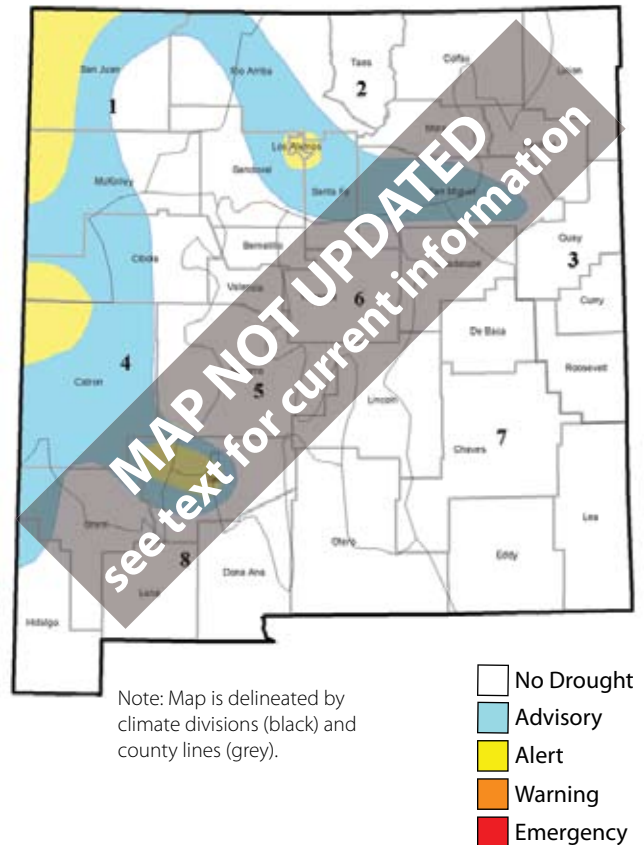 San Juan
Rio Arriba
Taos
Colfax
Union
2
1
Los Alamos
McKinley
Sandoval
Santa Fe
San Miguel
Cibola
Bernalillo
Quay
3
Guadalupe
Valencia
6
Curry
De Baca
4
Catron
5
Roosevelt
Lincoln
Chaves
7
Lea
Otero
Eddy
8
Grant
Dona Ana
Luna
Hidalgo
MAP NOT UPDATED
see text for current information
Note: Map is delineated by
climate divisions (black) and
county lines (grey).
No Drought
Advisory
Alert
Warning
Emergency